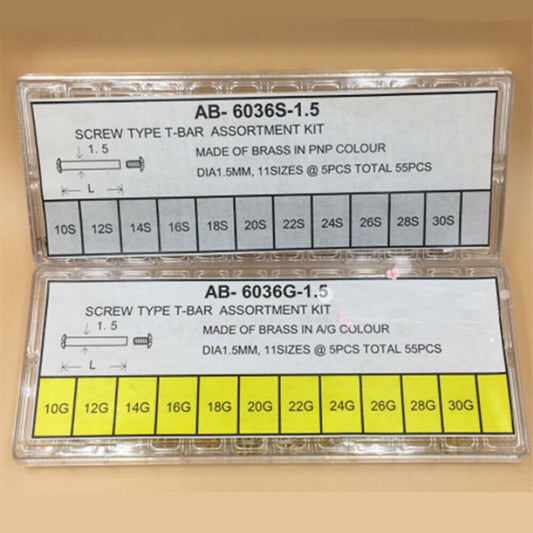 AB- 6036S-1.5
SCREW TYPE T-BAR ASSORTMENT KIT
1.5
MADE OF BRASS IN PNP COLOUR
DIA1.5MM, 11SIZES @ 5PCS TOTAL 55PCS
L
10S 12S 14S 16S 18S 20S 22S 24S 26S 28S 30S
AB- 6036G-1.5
SCREW TYPE T-BAR ASSORTMENT KIT
1.5
MADE OF BRASS IN A/G COLOUR
DIA1.5MM, 11SIZES @ 5PCS TOTAL 55PCS
L
10G 12G 14G 16G 18G 20G 22G 24G 26G 28G 30G